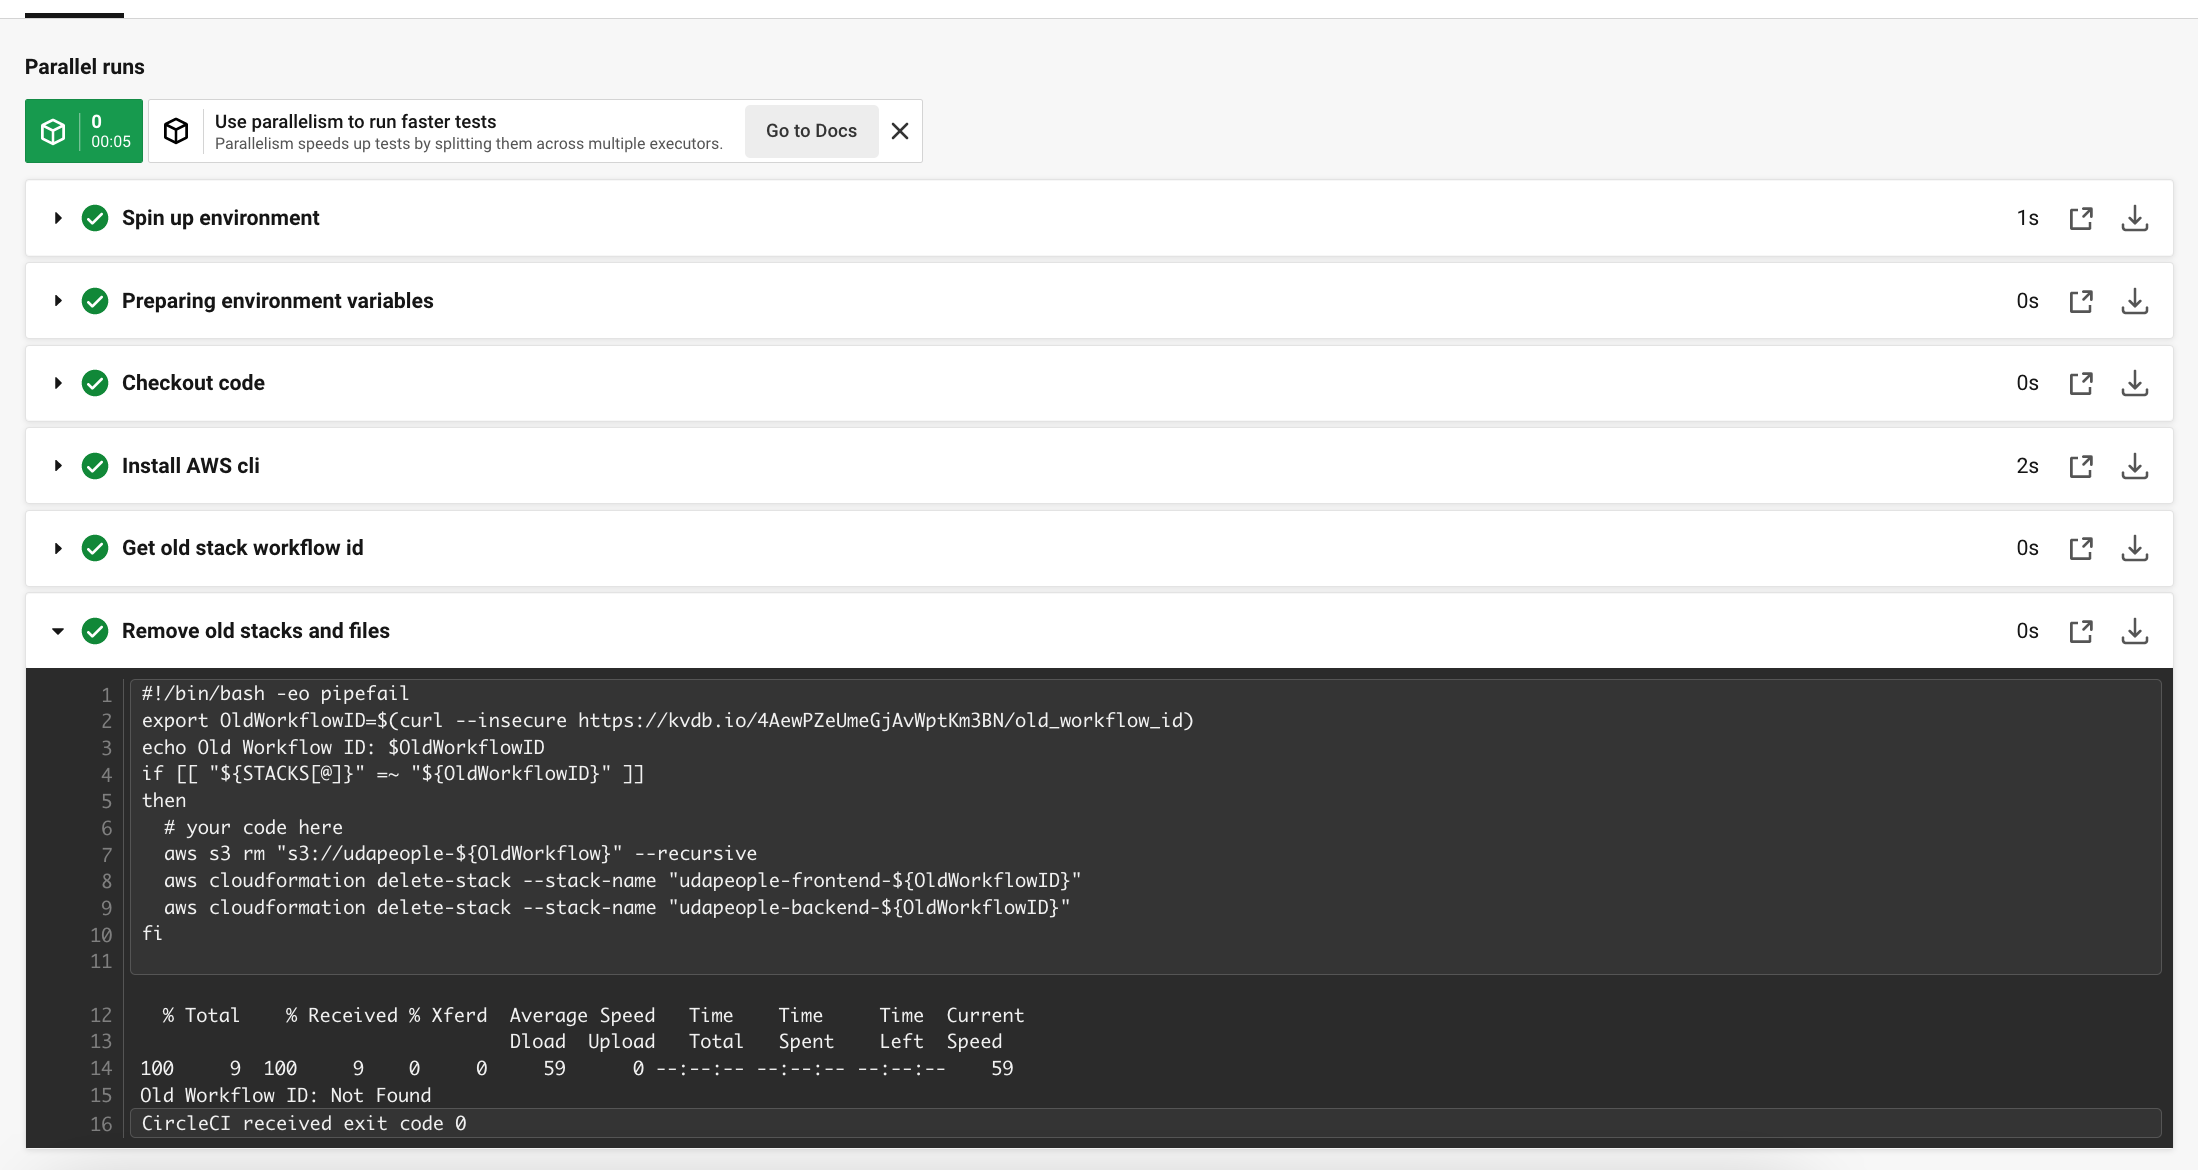 Parallel runs
0
00:05
Use parallelism to run faster tests
Parallelism speeds up tests by splitting them across multiple executors.
Go to Docs
Spin up environment 1s
Preparing environment variables 0s
Checkout code 0s
Install AWS cli 2s
Get old stack workflow id 0s
Remove old stacks and files 0s
1 #!/bin/bash -eo pipefail
2 export OldWorkflowID=$(curl --insecure https://kvdb.io/4AewPZeUmeGjAvWptKm3BN/old_workflow_id)
3 echo Old Workflow ID: $OldWorkflowID
4 if [[ "${STACKS[@]}" =~ "${OldWorkflowID}" ]]
5 then
6   # your code here
7   aws s3 rm "s3://udapeople-${OldWorkflow}" --recursive
8   aws cloudformation delete-stack --stack-name "udapeople-frontend-${OldWorkflowID}"
9   aws cloudformation delete-stack --stack-name "udapeople-backend-${OldWorkflowID}"
10 fi
11
12   % Total    % Received % Xferd  Average Speed   Time    Time     Time  Current
13                                  Dload  Upload   Total   Spent    Left  Speed
14 100     9  100     9    0     0     59      0 --:--:-- --:--:-- --:--:--    59
15 Old Workflow ID: Not Found
16 CircleCI received exit code 0